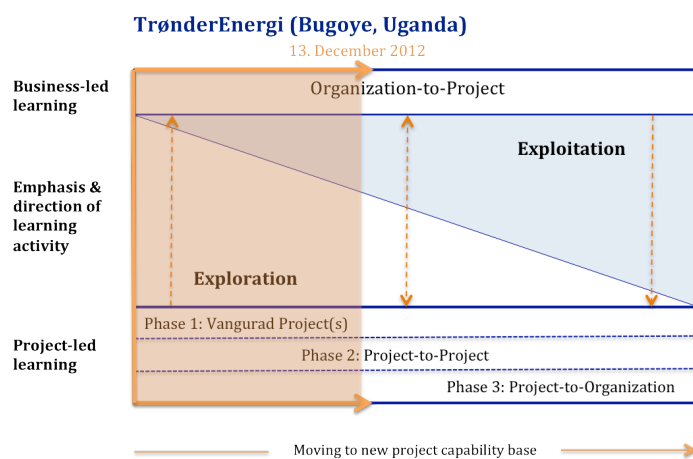 TrønderEnergi (Bugoye, Uganda)
13. December 2012
Business-led
learning
Organization-to-Project
Exploitation
Emphasis &
direction of
learning
activity
Exploration
Phase 1: Vangurad Project(s)
Project-led
learning
Phase 2: Project-to-Project
Phase 3: Project-to-Organization
Moving to new project capability base